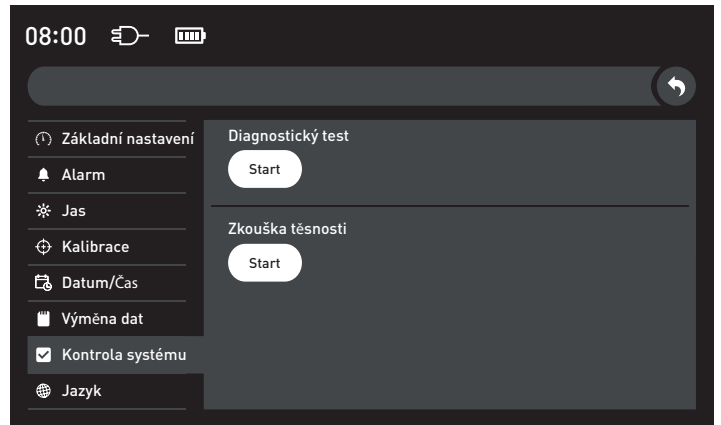 08:00
Základní nastavení
Alarm
Jas
Kalibrace
Datum/Čas
Výměna dat
Kontrola systému
Jazyk
Diagnostický test
Start
Zkouška těsnosti
Start